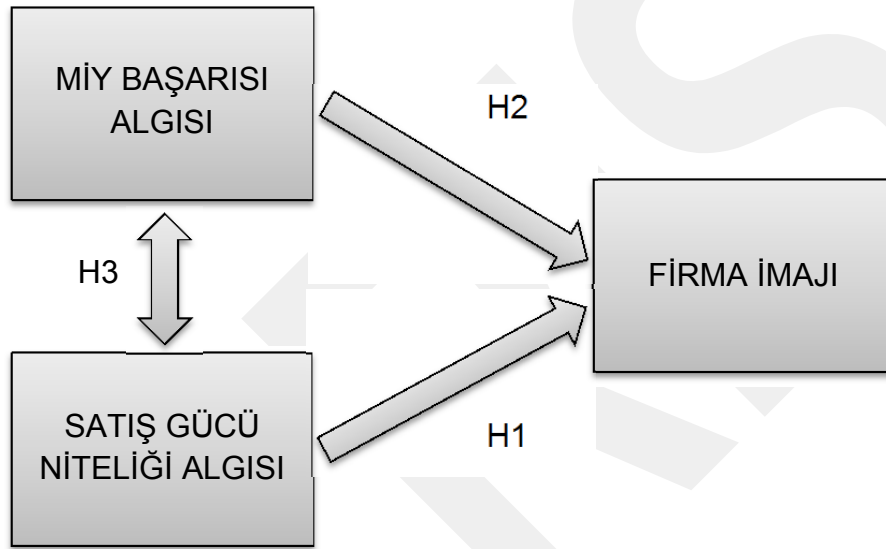 MİY BAŞARISI
ALGISI
H2
H3
FİRMA İMAJI
SATIŞ GÜCÜ
NİTELİĞİ ALGISI
H1